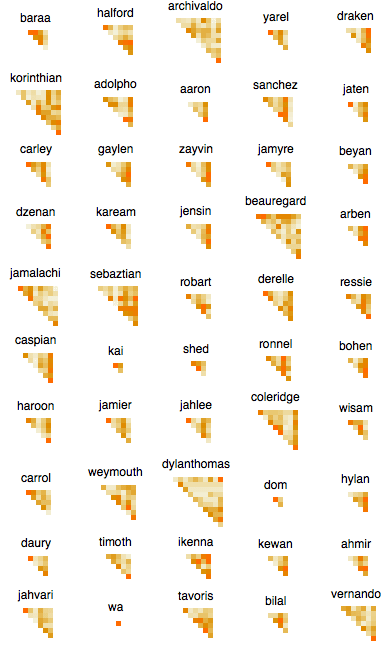 baraa halford archivaldo yarel draken
korinthian adolpho aaron sanchez jaten
carley gaylen zayvin jamyre beyan
dzenan kaream jensin beauregard arben
jamalachi sebaztian robart derelle ressie
caspian kai shed ronnel bohen
haroon jamier jahlee coleridge wisam
carrol weymouth dylanthomas dom hylan
daury timoth ikenna kewan ahmir
jahvari wa tavoris bilal vernando